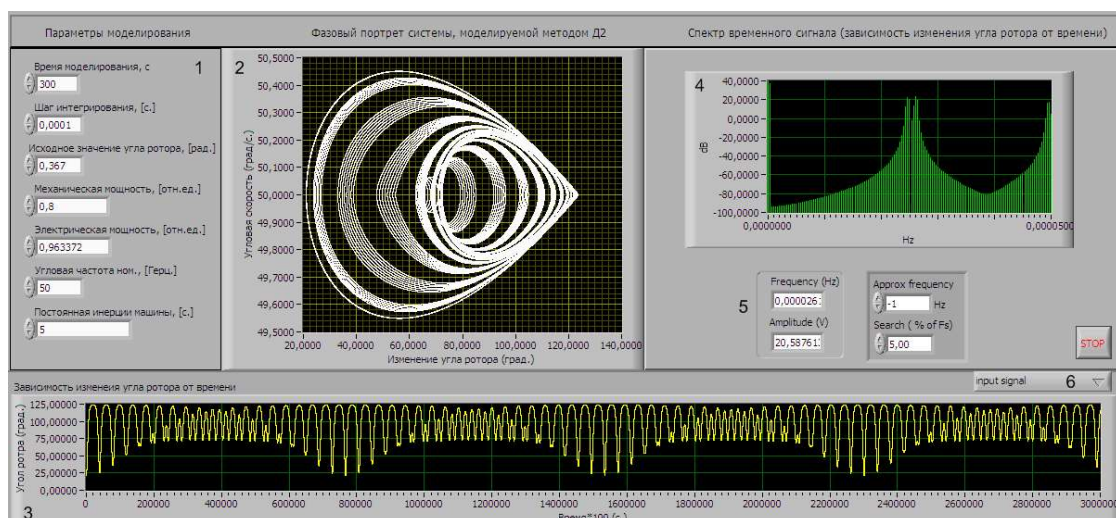 Параметры моделирования
Фазовый портрет системы, моделируемой методом Д2
Спектр временного сигнала (зависимость изменения угла ротора от времени)
1
Время моделирования, с
300
Шаг интегрирования, [с.]
0,0001
Исходное значение угла ротора, [рад.]
0,367
Механическая мощность, [отн.ед.]
0,8
Электрическая мощность, [отн.ед.]
0,963372
Угловая частота ном., [Герц.]
50
Постоянная инерции машины, [с.]
5
2
Угловая скорость (град/с.)
50,5000
50,4000
50,3000
50,2000
50,1000
50,0000
49,9000
49,8000
49,7000
49,6000
49,5000
20,0000 40,0000 60,0000 80,0000 100,0000 120,0000 140,0000
Изменение угла ротора (град.)
4
dB
40,0000
20,0000
0,0000
-20,0000
-40,0000
-60,0000
-80,0000
-100,0000
0,0000000 0,0000500
Hz
5
Frequency (Hz)
0,000026
Amplitude (V)
20,58761
Approx frequency
-1 Hz
Search ( % of Fs)
5,00
STOP
input signal 6
Зависимость изменеия угла ротора от времени
3
Угол ротра (град.)
125,00000
100,00000
75,00000
50,00000
25,00000
0,00000
0 200000 400000 600000 800000 1000000 1200000 1400000 1600000 1800000 2000000 2200000 2400000 2600000 2800000 3000000
Время*100 (с.)